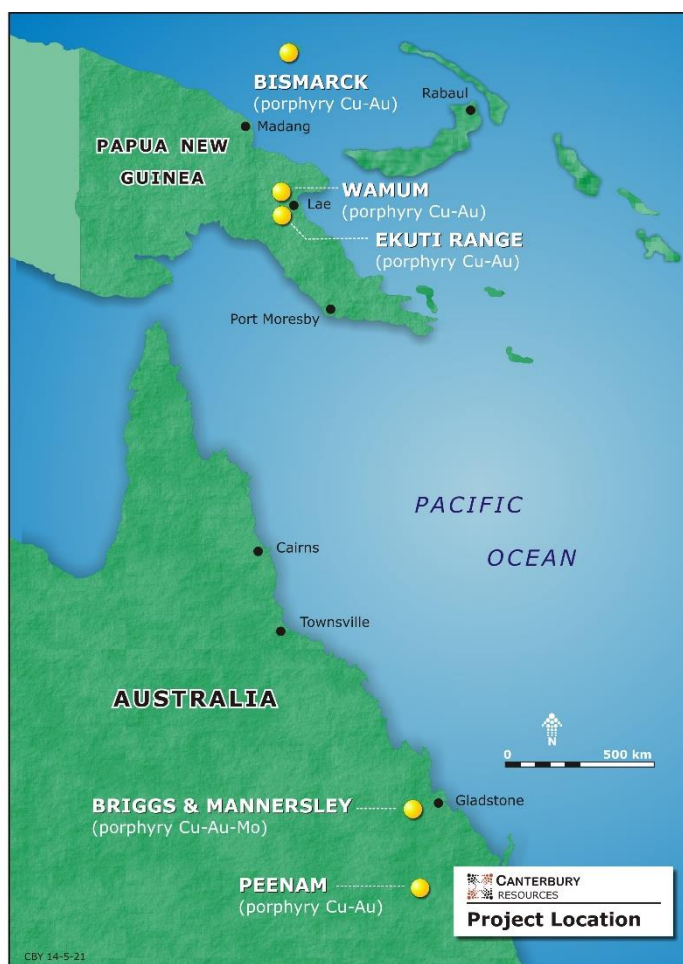 BISMARCK
(porphyry Cu-Au)
Rabaul
Madang
PAPUA NEW
GUINEA
WAMUM
(porphyry Cu-Au)
Lae
EKUTI RANGE
(porphyry Cu-Au)
Port Moresby
PACIFIC
OCEAN
Cairns
Townsville
AUSTRALIA
N
0 500 km
BRIGGS & MANNERSLEY
(porphyry Cu-Au-Mo)
Gladstone
PEENAM
(porphyry Cu-Au)
CANTERBURY
RESOURCES
Project Location
CBY 14-5-21